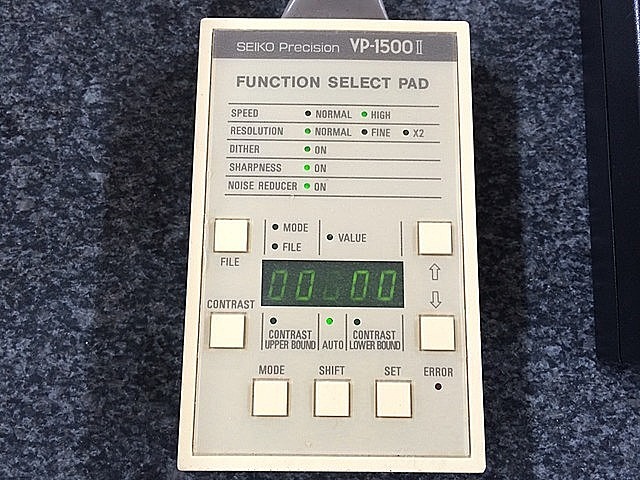 SEIKO Precision VP-1500 II
FUNCTION SELECT PAD
SPEED NORMAL HIGH
RESOLUTION NORMAL FINE X2
DITHER ON
SHARPNESS ON
NOISE REDUCER ON
MODE
FILE
VALUE
FILE
00 00
CONTRAST
CONTRAST UPPER BOUND
AUTO
CONTRAST LOWER BOUND
MODE SHIFT SET ERROR